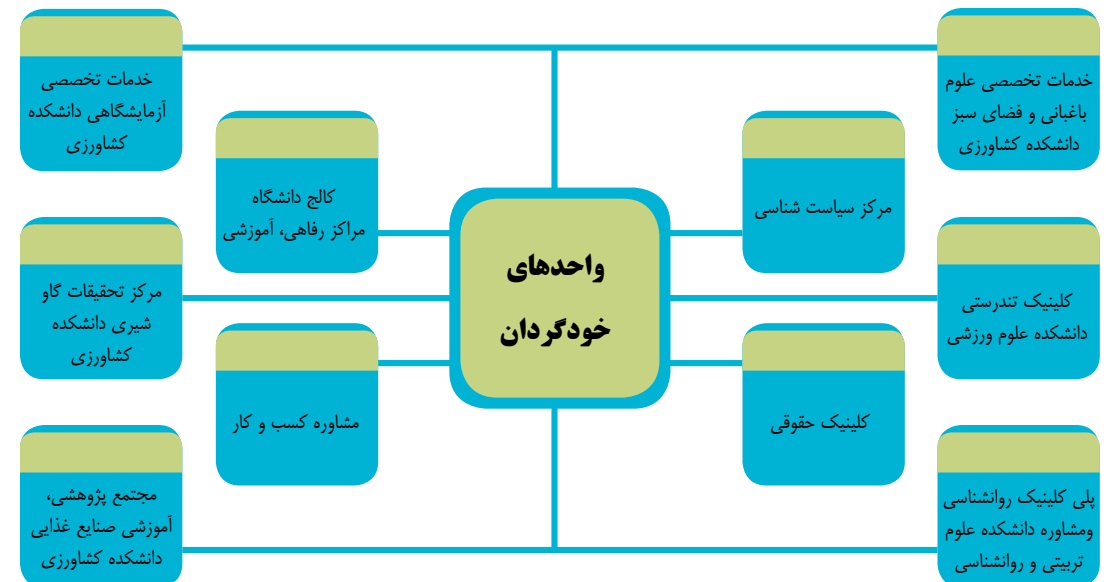 خدمات تخصصی علوم
باغبانی و فضای سبز
دانشکده کشاورزی
خدمات تخصصی
آزمایشگاهی دانشکده
کشاورزی
مرکز سیاست شناسی
کالج دانشگاه
مراکز رفاهی، آموزشی
واحدهای
خودگردان
کلینیک تندرستی
دانشکده علوم ورزشی
مرکز تحقیقات گاو
شیری دانشکده
کشاورزی
کلینیک حقوقی
مشاوره کسب و کار
پلی کلینیک روانشناسی
ومشاوره دانشکده علوم
تربیتی و روانشناسی
مجتمع پژوهشی،
آموزشی صنایع غذایی
دانشکده کشاورزی